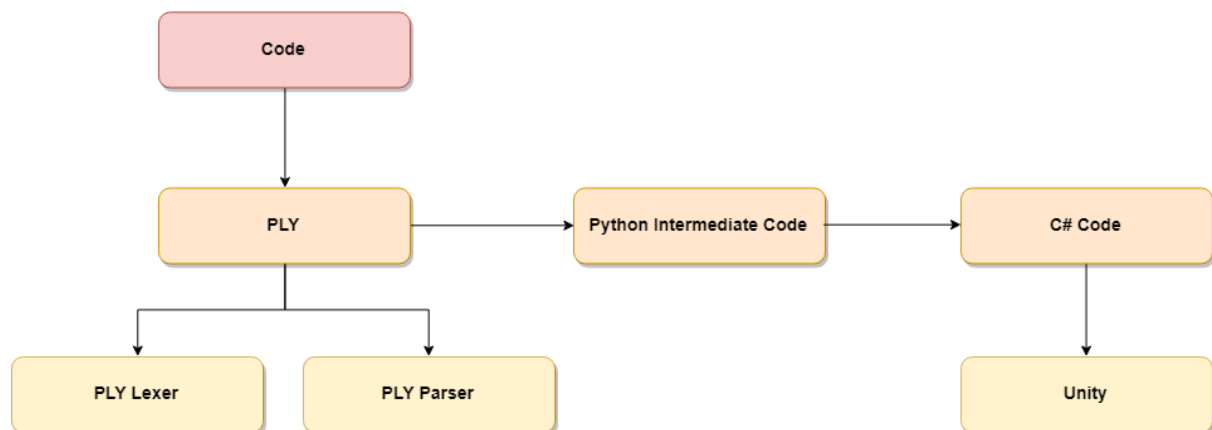 Code
PLY
Python Intermediate Code
C# Code
PLY Lexer
PLY Parser
Unity